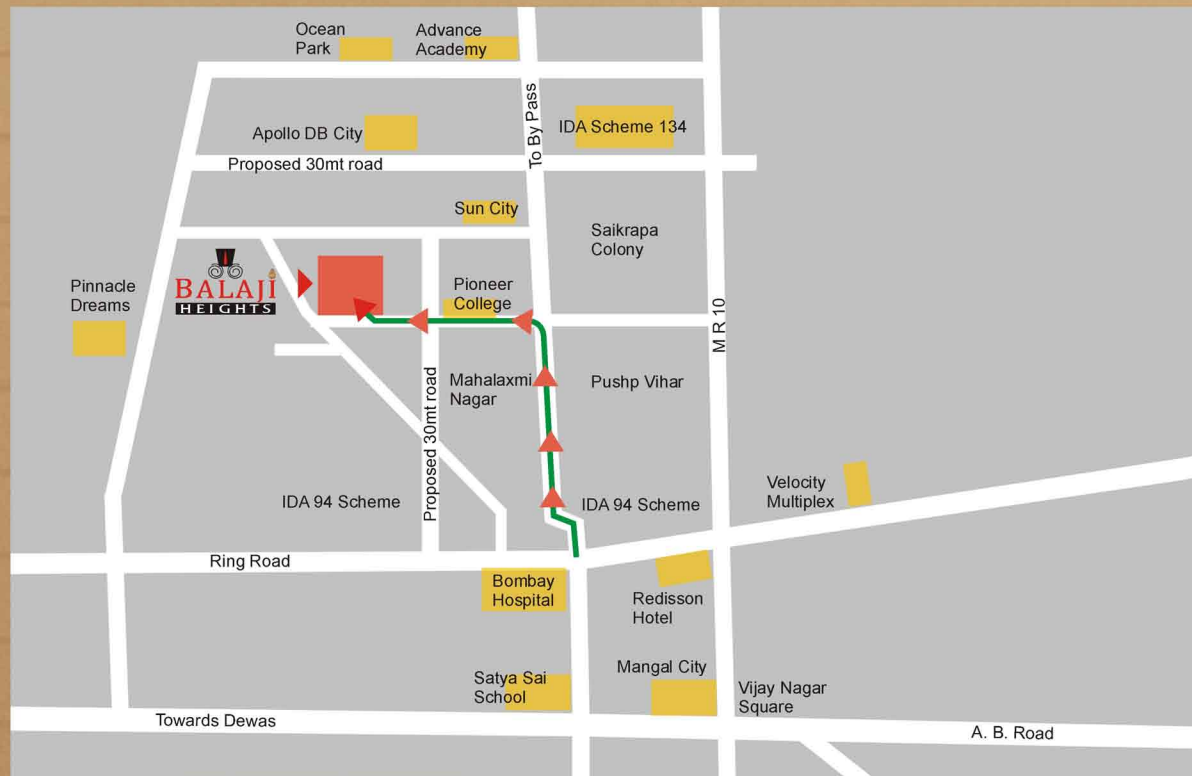 Ocean
Park
Advance
Academy
To By Pass
IDA Scheme 134
Apollo DB City
Proposed 30mt road
Sun City
Saikrapa
Colony
BALAJI
HEIGHTS
Pinnacle
Dreams
Pioneer
College
M R 10
Mahalaxmi
Nagar
Pushp Vihar
Proposed 30mt road
IDA 94 Scheme
IDA 94 Scheme
Velocity
Multiplex
Ring Road
Bombay
Hospital
Redisson
Hotel
Satya Sai
School
Mangal City
Vijay Nagar
Square
Towards Dewas
A. B. Road